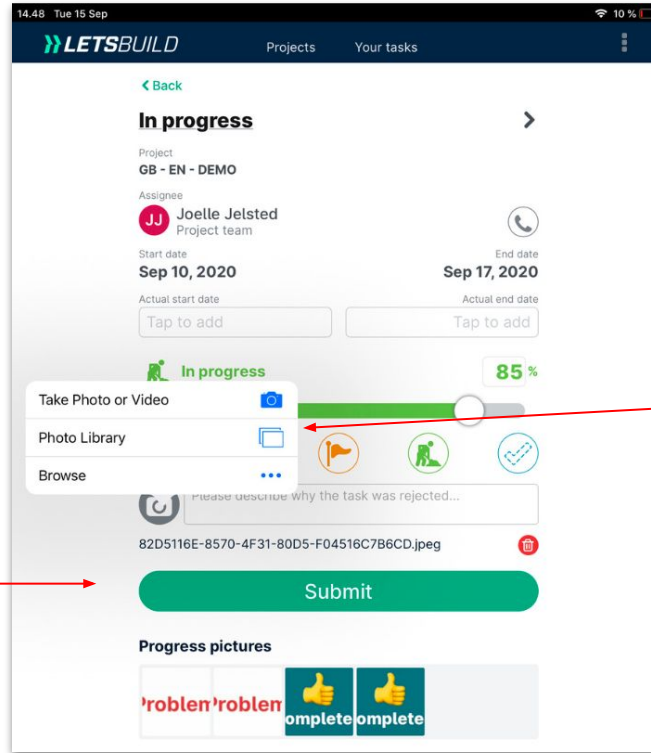 14.48 Tue 15 Sep 10 %
LETSBUILD Projects Your tasks
Back
In progress
Project
GB - EN - DEMO
Assignee
JJ Joelle Jelsted
Project team
Start date End date
Sep 10, 2020 Sep 17, 2020
Actual start date Actual end date
Tap to add Tap to add
In progress 85 %
Take Photo or Video
Photo Library
Browse
Please describe why the task was rejected...
82D5116E-8570-4F31-80D5-F04516C7B6CD.jpeg
Submit
Progress pictures
Problem Problem omplete omplete